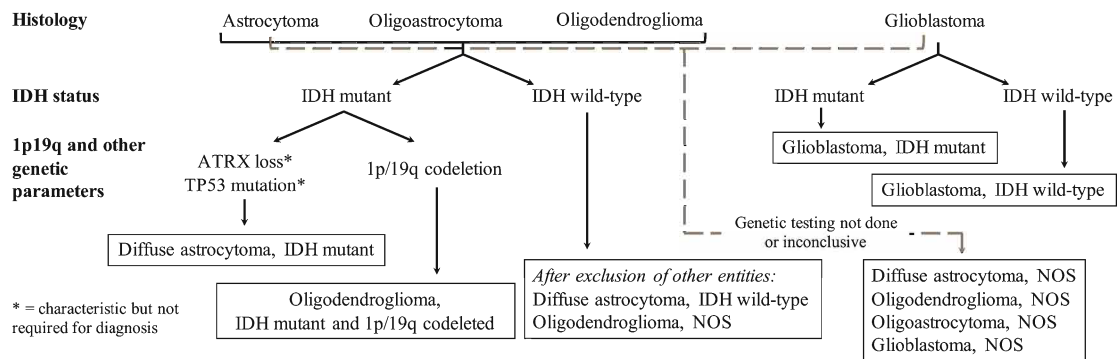 Histology
Astrocytoma Oligoastrocytoma Oligodendroglioma Glioblastoma
IDH status
IDH mutant IDH wild-type IDH mutant IDH wild-type
1p19q and other
genetic
parameters
ATRX loss*
TP53 mutation*
1p/19q codeletion
Glioblastoma, IDH mutant
Glioblastoma, IDH wild-type
Genetic testing not done
or inconclusive
Diffuse astrocytoma, IDH mutant
Oligodendroglioma,
IDH mutant and 1p/19q codeleted
After exclusion of other entities:
Diffuse astrocytoma, IDH wild-type
Oligodendroglioma, NOS
Diffuse astrocytoma, NOS
Oligodendroglioma, NOS
Oligoastrocytoma, NOS
Glioblastoma, NOS
* = characteristic but not
required for diagnosis